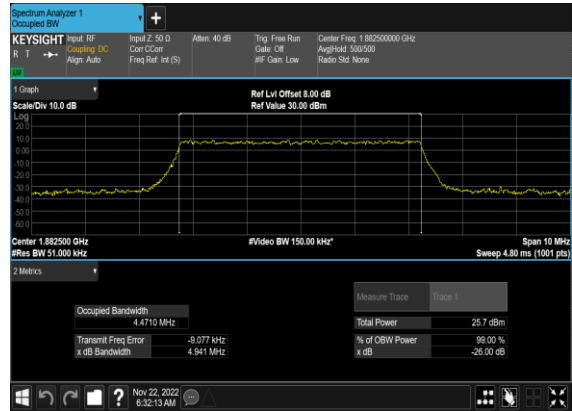 Spectrum Analyzer 1
Occupied BW
+
KEYSIGHT
R T
Input: RF
Coupling: DC
Align: Auto
Input Z: 50 Ω
Corr CCorr
Freq Ref: Int (S)
Atten: 40 dB
Trig: Free Run
Gate: Off
#IF Gain: Low
Center Freq: 1.882500000 GHz
Avg|Hold: 500/500
Radio Std: None
1 Graph
Scale/Div 10.0 dB
Ref Lvl Offset 8.00 dB
Ref Value 30.00 dBm
Log
20.0
10.0
0.00
-10.0
-20.0
-30.0
-40.0
-50.0
-60.0
Center 1.882500 GHz
#Res BW 51.000 kHz
#Video BW 150.00 kHz*
Span 10 MHz
Sweep 4.80 ms (1001 pts)
2 Metrics
Measure Trace Trace 1
Occupied Bandwidth
4.4710 MHz
Total Power 25.7 dBm
Transmit Freq Error -9.077 kHz
% of OBW Power 99.00 %
x dB Bandwidth 4.941 MHz
x dB -26.00 dB
?
Nov 22, 2022
6:32:13 AM